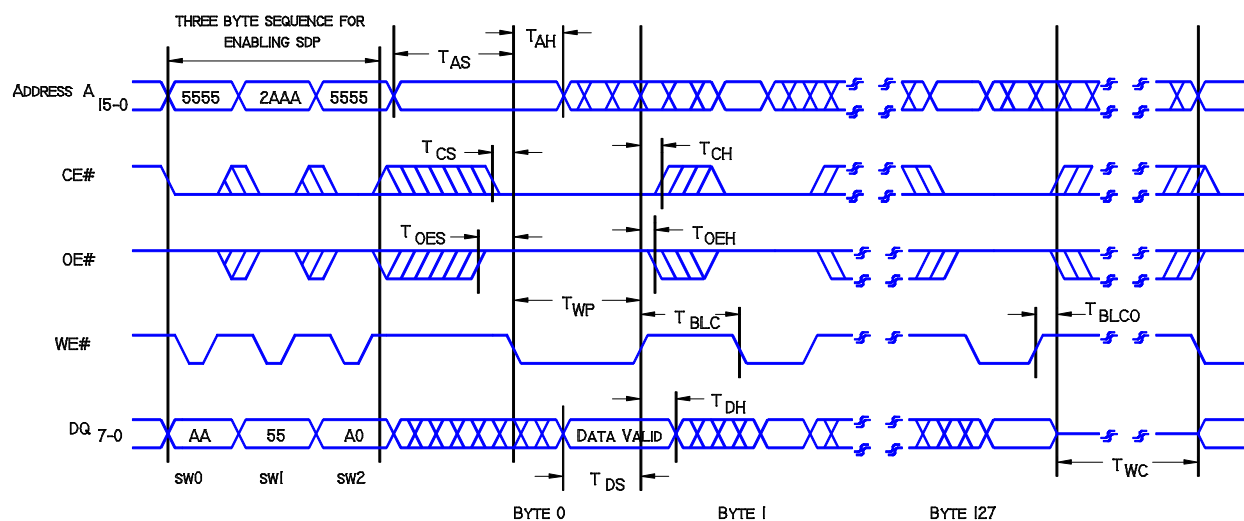 THREE BYTE SEQUENCE FOR
ENABLING SDP
TAH
TAS
ADDRESS A 15-0
5555
2AAA
5555
TCS
TCH
CE#
TOES
TOEH
OE#
TWP
TBLC
TBLCO
WE#
TDH
DQ 7-0
AA
55
A0
DATA VALID
SW0
SW1
SW2
TDS
TWC
BYTE 0
BYTE 1
BYTE 127